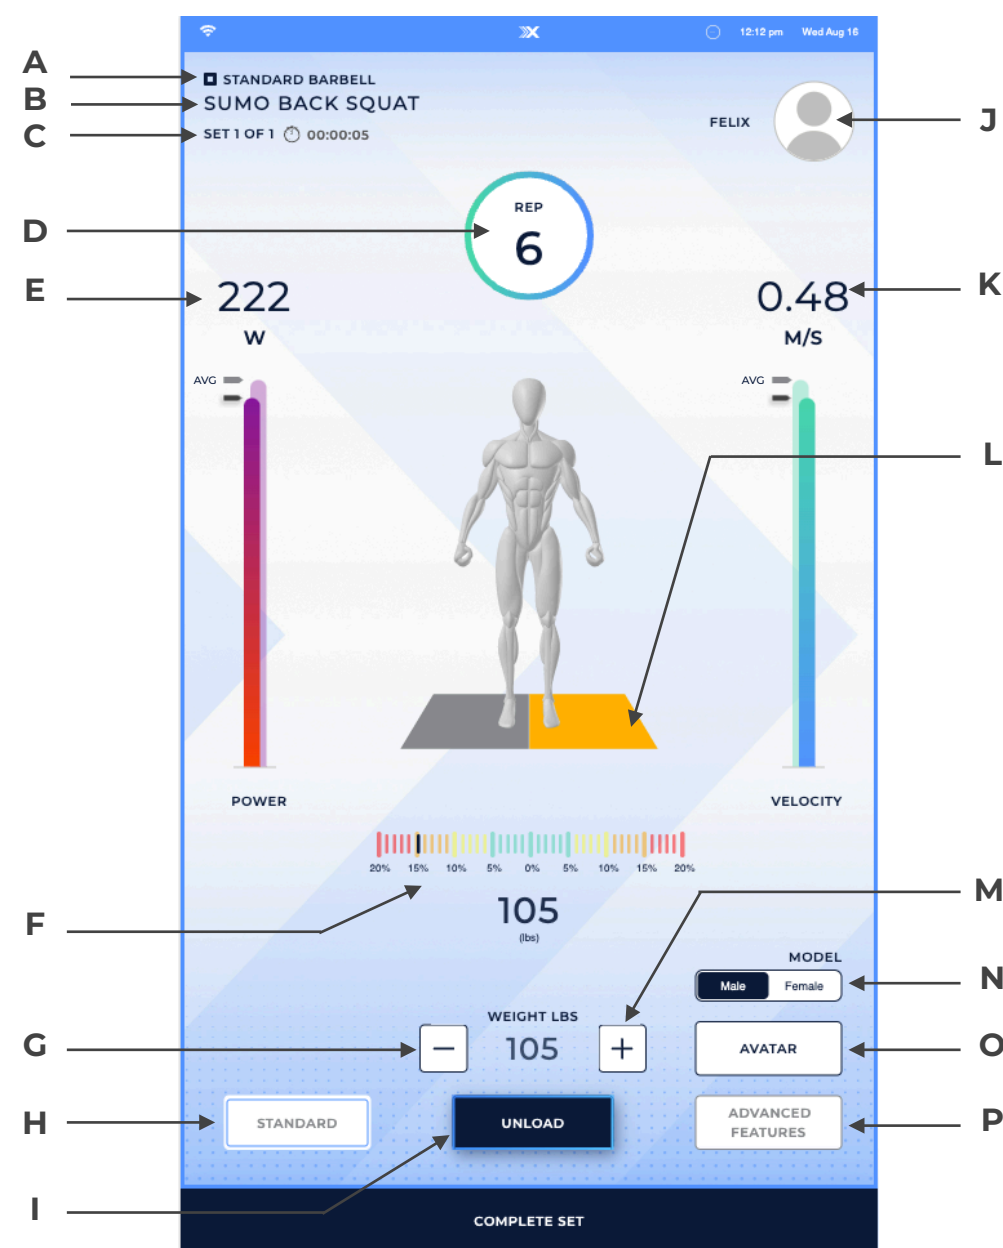 12:12 pm Wed Aug 16
A
STANDARD BARBELL
B
SUMO BACK SQUAT
C
SET 1 OF 1 00:00:05
FELIX
J
D
REP
6
E
222
W
K
0.48
M/S
AVG
AVG
L
POWER
VELOCITY
20% 15% 10% 5% 0% 5% 10% 15% 20%
F
105
(lbs)
M
MODEL
N
Male Female
G
WEIGHT LBS
105
O
AVATAR
H
STANDARD
UNLOAD
P
ADVANCED
FEATURES
I
COMPLETE SET